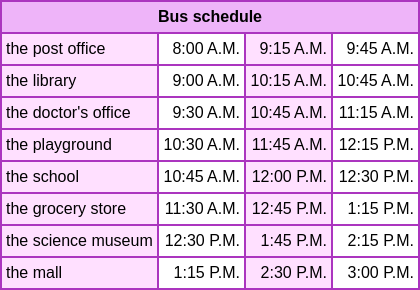 Bus schedule
the post office 8:00 A.M. 9:15 A.M. 9:45 A.M.
the library 9:00 A.M. 10:15 A.M. 10:45 A.M.
the doctor's office 9:30 A.M. 10:45 A.M. 11:15 A.M.
the playground 10:30 A.M. 11:45 A.M. 12:15 P.M.
the school 10:45 A.M. 12:00 P.M. 12:30 P.M.
the grocery store 11:30 A.M. 12:45 P.M. 1:15 P.M.
the science museum 12:30 P.M. 1:45 P.M. 2:15 P.M.
the mall 1:15 P.M. 2:30 P.M. 3:00 P.M.